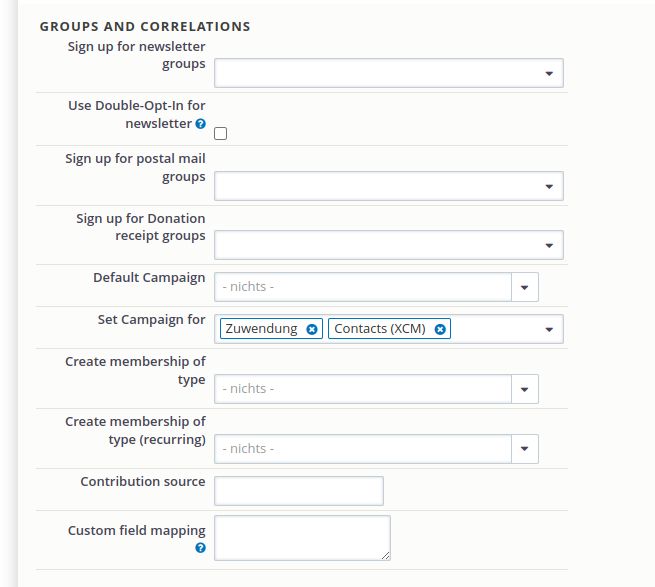 GROUPS AND CORRELATIONS
Sign up for newsletter
groups
Use Double-Opt-In for
newsletter ?
Sign up for postal mail
groups
Sign up for Donation
receipt groups
Default Campaign
- nichts -
Set Campaign for
Zuwendung Contacts (XCM)
Create membership of
type
- nichts -
Create membership of
type (recurring)
- nichts -
Contribution source
Custom field mapping
?